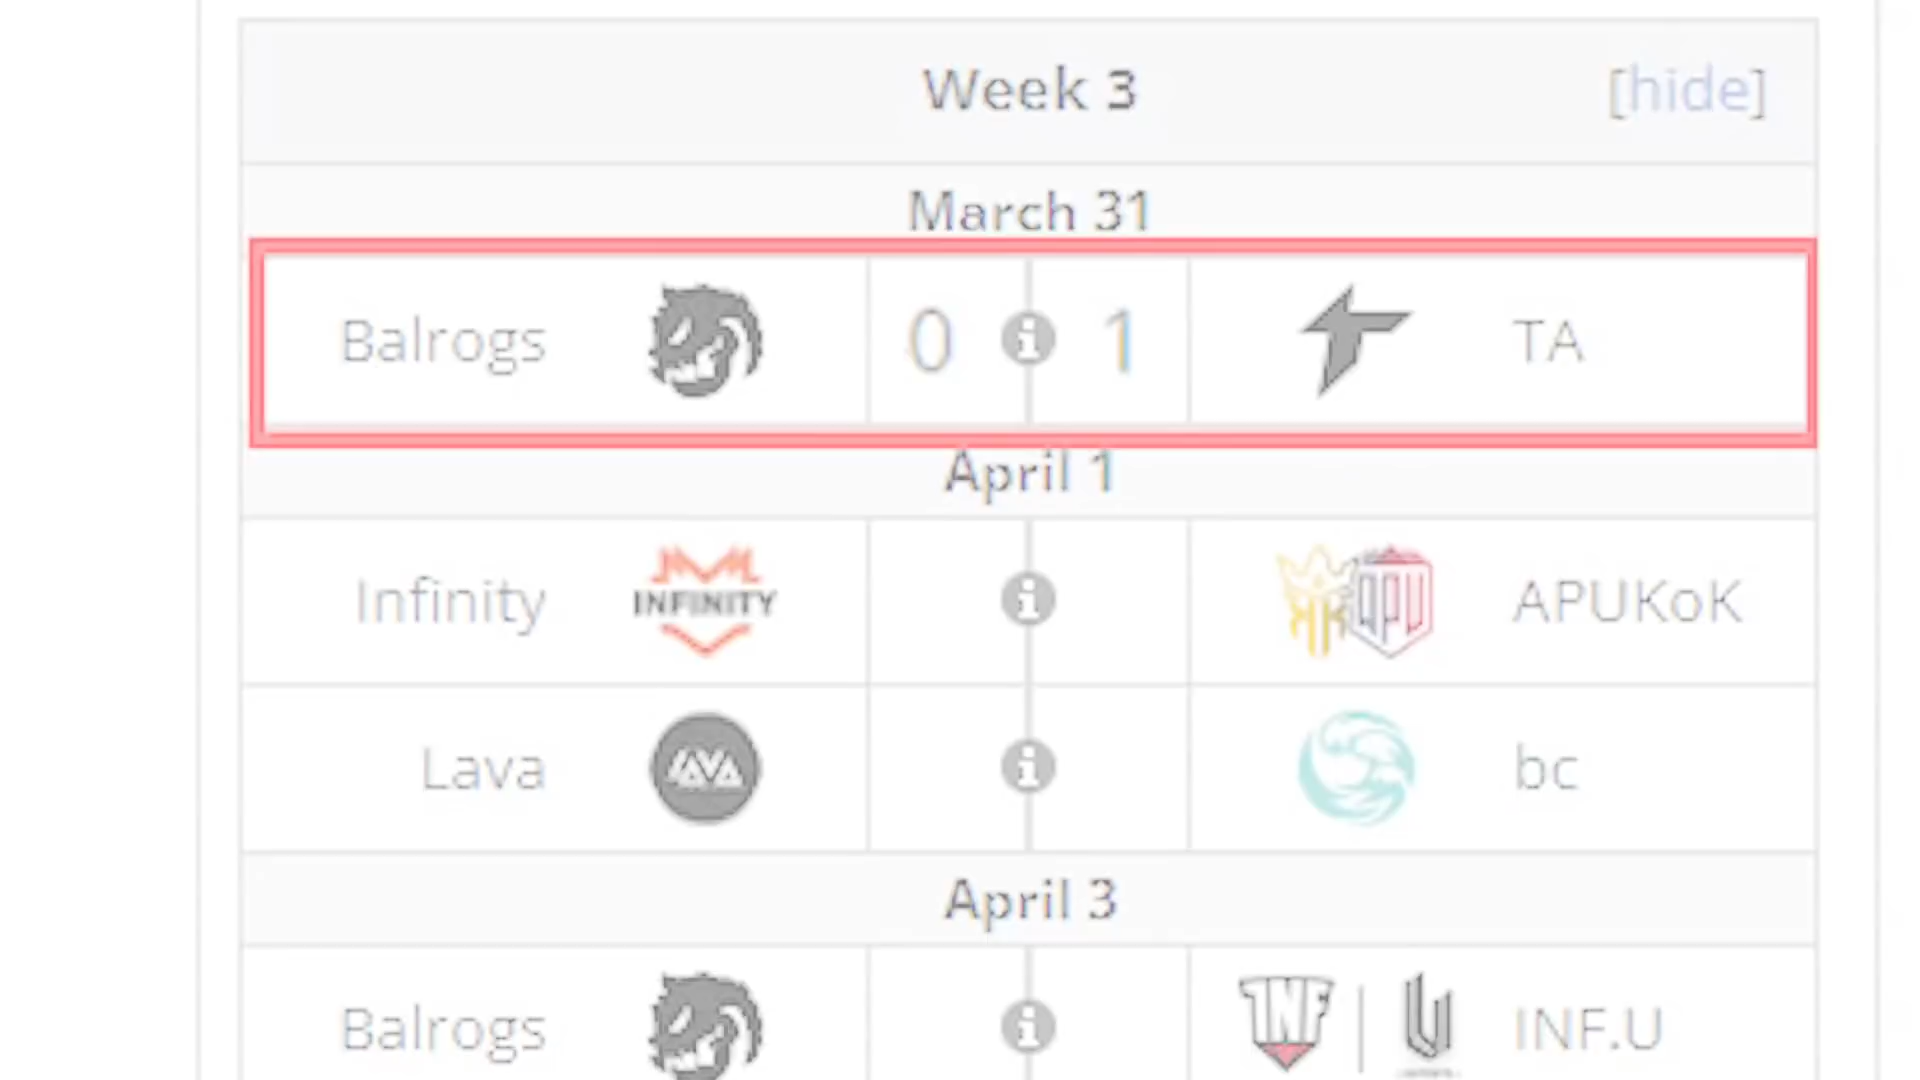 Week 3 [hide]
March 31
Balrogs 0 1 TA
April 1
Infinity INFINITY APUKoK
Lava bc
April 3
Balrogs INF INF.U